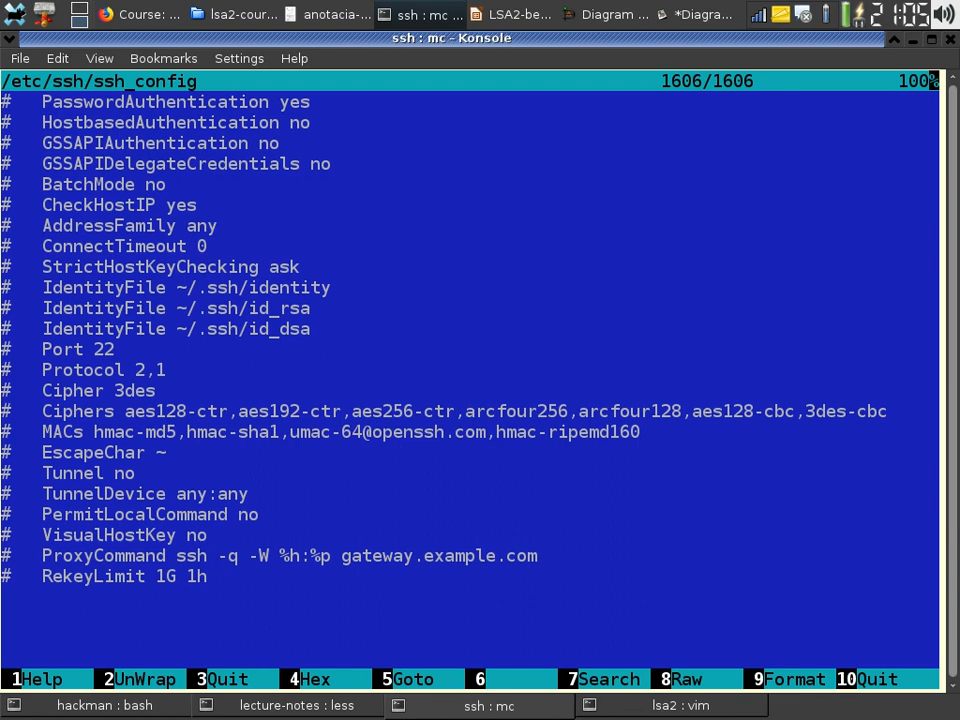 Course: ...
lsa2-cour...
anotacia-...
ssh : mc ...
LSA2-be...
Diagram ...
*Diagra...
2
1:05
ssh : mc - Konsole
File Edit View Bookmarks Settings Help
/etc/ssh/ssh_config 1606/1606 100%
# PasswordAuthentication yes
# HostbasedAuthentication no
# GSSAPIAuthentication no
# GSSAPIDelegateCredentials no
# BatchMode no
# CheckHostIP yes
# AddressFamily any
# ConnectTimeout 0
# StrictHostKeyChecking ask
# IdentityFile ~/.ssh/identity
# IdentityFile ~/.ssh/id_rsa
# IdentityFile ~/.ssh/id_dsa
# Port 22
# Protocol 2,1
# Cipher 3des
# Ciphers aes128-ctr,aes192-ctr,aes256-ctr,arcfour256,arcfour128,aes128-cbc,3des-cbc
# MACs hmac-md5,hmac-sha1,umac-64@openssh.com,hmac-ripemd160
# EscapeChar ~
# Tunnel no
# TunnelDevice any:any
# PermitLocalCommand no
# VisualHostKey no
# ProxyCommand ssh -q -W %h:%p gateway.example.com
# RekeyLimit 1G 1h
1Help 2UnWrap 3Quit 4Hex 5Goto 6 7Search 8Raw 9Format 10Quit
hackman : bash
lecture-notes : less
ssh : mc
lsa2 : vim